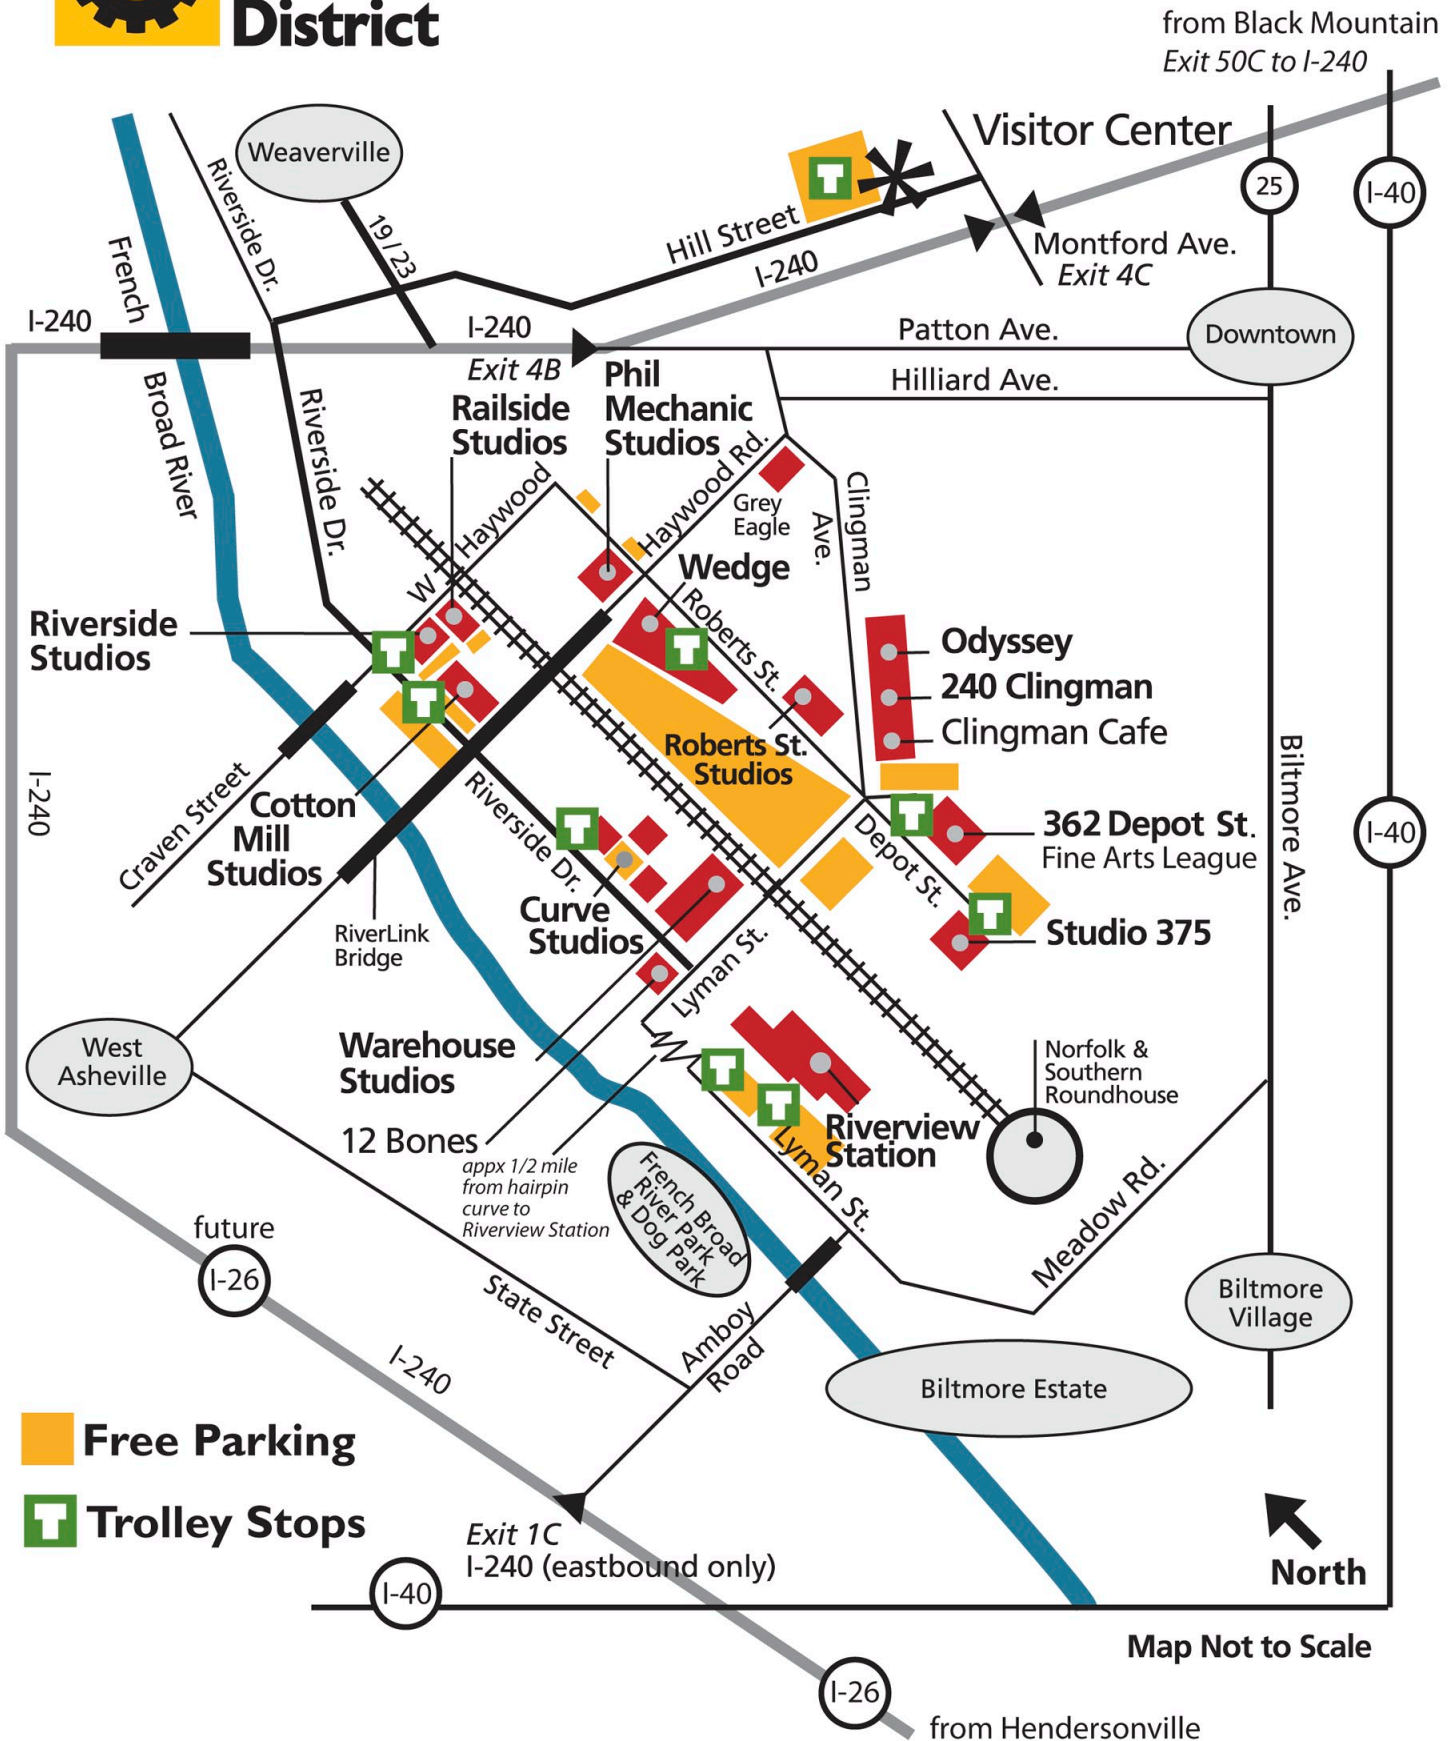 District
from Black Mountain
Exit 50C to I-240
Weaverville
Visitor Center
T
25
I-40
Riverside Dr.
19/23
Hill Street
I-240
Montford Ave.
Exit 4C
French
Broad River
I-240
I-240
Exit 4B
Patton Ave.
Downtown
Hilliard Ave.
Phil
Mechanic
Studios
Railside
Studios
Riverside Dr.
W Haywood
Haywood Rd.
Grey
Eagle
Clingman
Ave.
Wedge
Roberts St.
T
Riverside
Studios
T
T
Odyssey
240 Clingman
Clingman Cafe
Roberts St.
Studios
Biltmore Ave.
I-240
Craven Street
Cotton
Mill
Studios
Riverside Dr.
T
T
Depot St.
362 Depot St.
Fine Arts League
I-40
T
Studio 375
Curve
Studios
RiverLink
Bridge
Lyman St.
West
Asheville
Warehouse
Studios
12 Bones
appx 1/2 mile
from hairpin
curve to
Riverview Station
T
T
Riverview
Station
Norfolk &
Southern
Roundhouse
Lyman St.
French Broad
River Park
& Dog Park
Meadow Rd.
future
I-26
State Street
Amboy
Road
Biltmore
Village
I-240
Biltmore Estate
Free Parking
T Trolley Stops
Exit 1C
I-240 (eastbound only)
North
I-40
Map Not to Scale
I-26
from Hendersonville